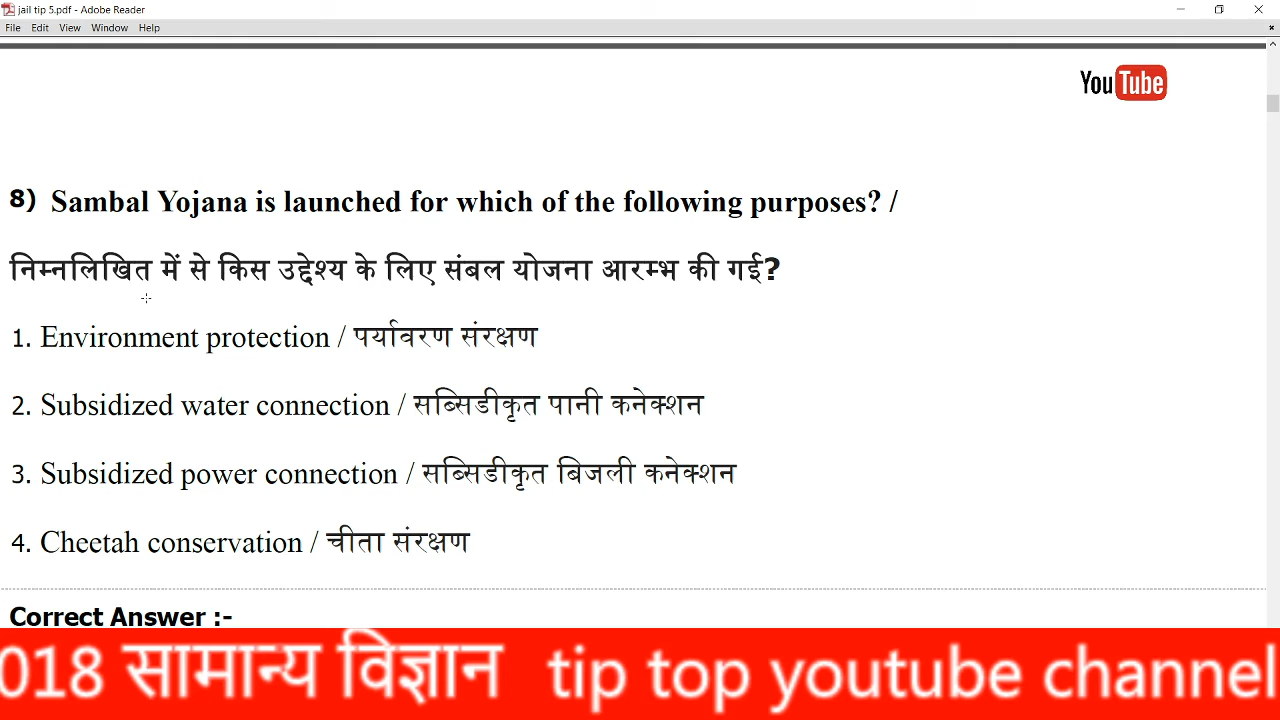 jail tip 5.pdf - Adobe Reader
File Edit View Window Help
YouTube
8) Sambal Yojana is launched for which of the following purposes? /
निम्नलिखित में से किस उद्देश्य के लिए संबल योजना आरम्भ की गई?
1. Environment protection / पर्यावरण संरक्षण
2. Subsidized water connection / सब्सिडीकृत पानी कनेक्शन
3. Subsidized power connection / सब्सिडीकृत बिजली कनेक्शन
4. Cheetah conservation / चीता संरक्षण
Correct Answer :-
018 सामान्य विज्ञान tip top youtube channel